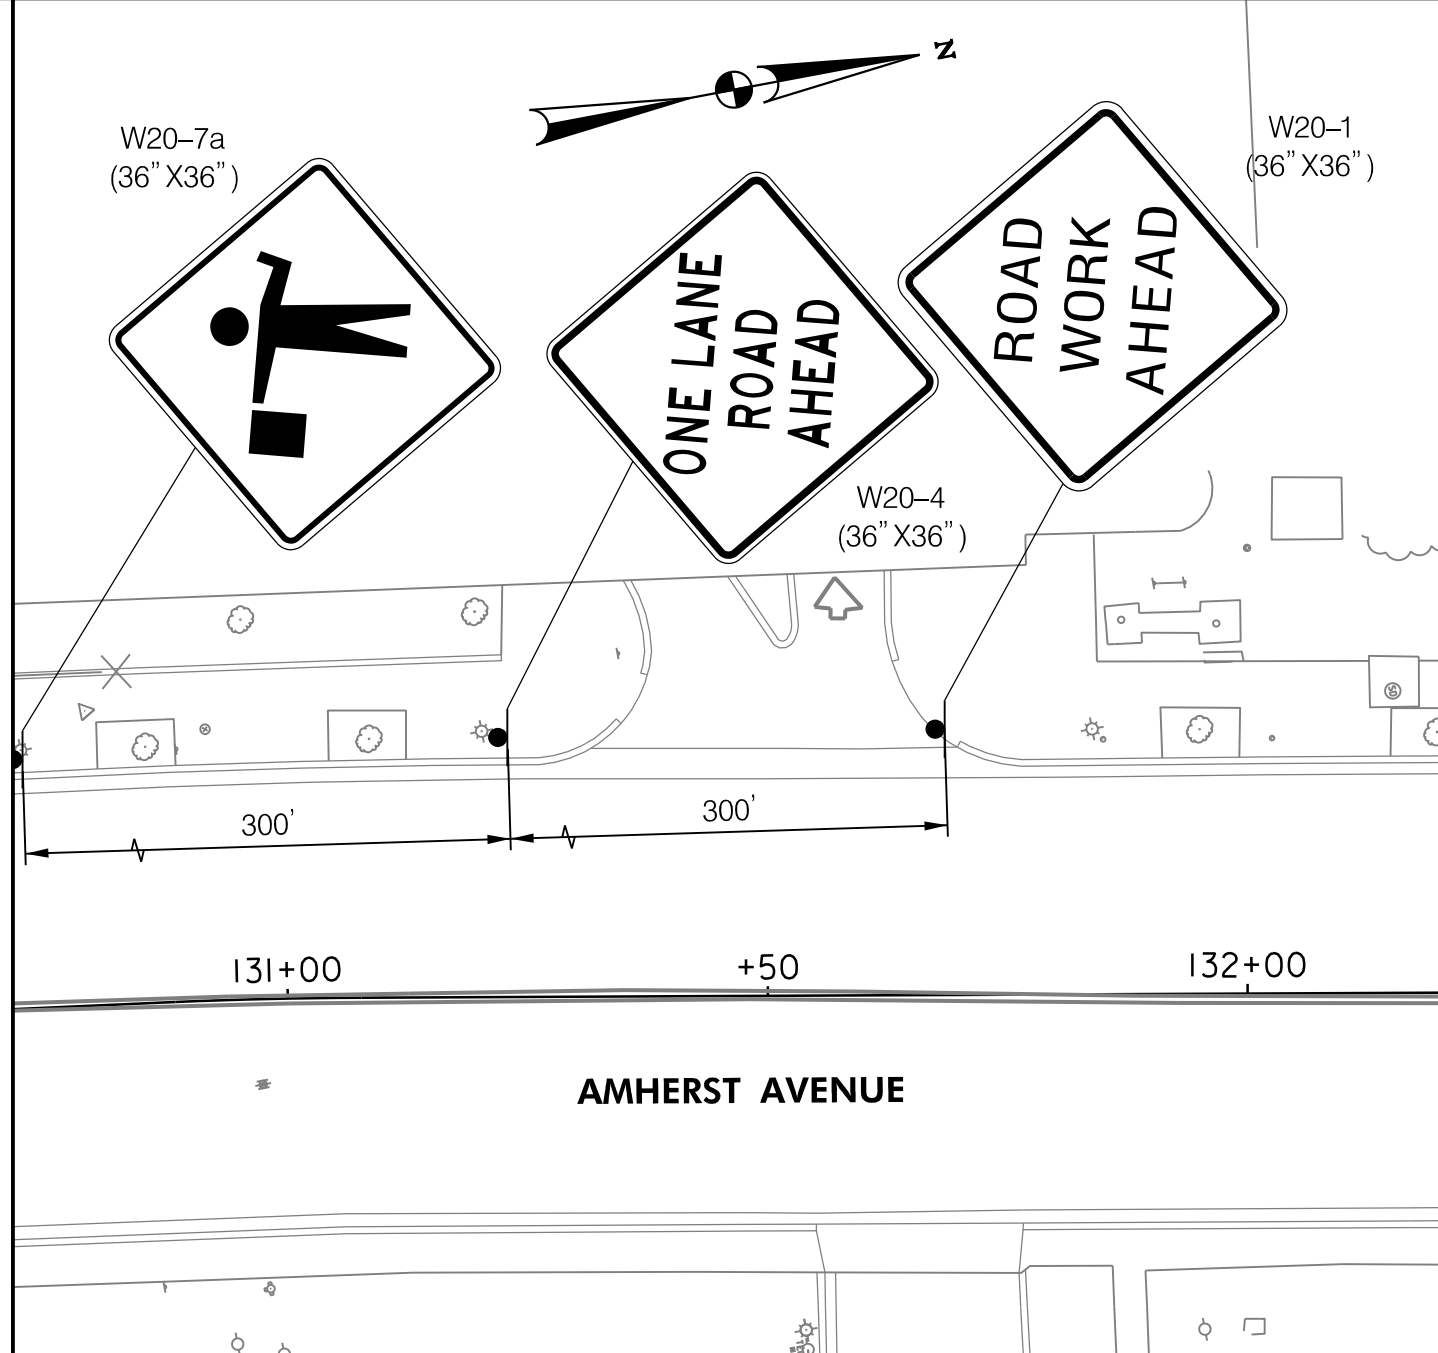 N
W20-7a
(36" X36")
W20-1
(36" X36")
ONE LANE
ROAD
AHEAD
ROAD
WORK
AHEAD
W20-4
(36" X36")
300'
300'
131+00
+50
132+00
AMHERST AVENUE